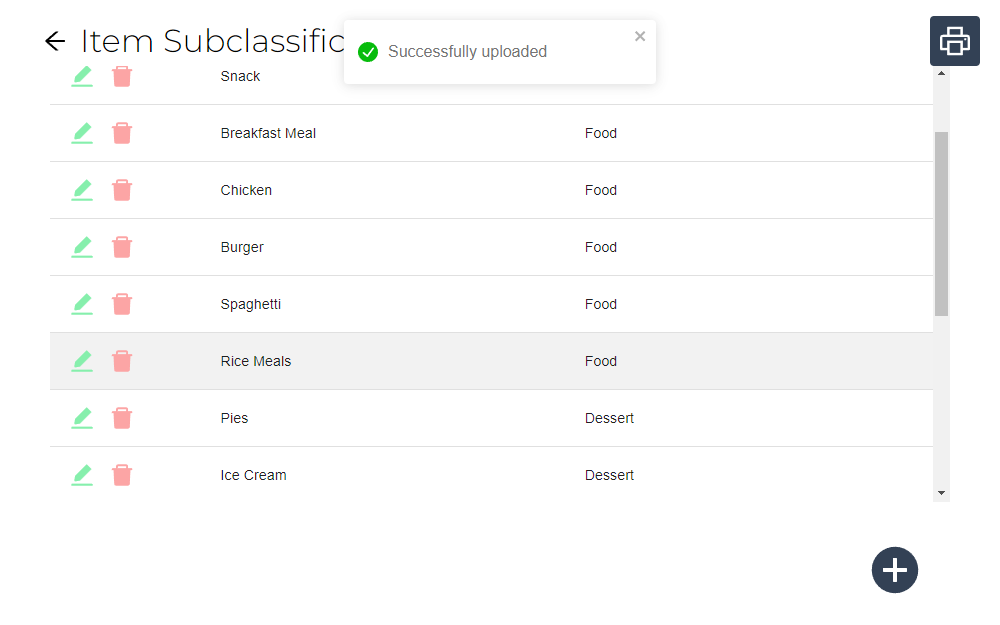 Item Subclassific
Successfully uploaded
Snack
Breakfast Meal Food
Chicken Food
Burger Food
Spaghetti Food
Rice Meals Food
Pies Dessert
Ice Cream Dessert